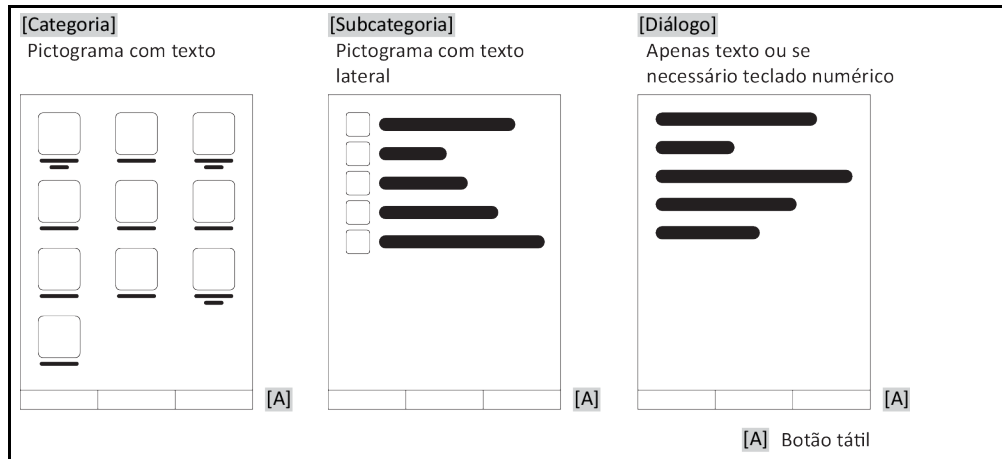 [Categoria]
Pictograma com texto
[Subcategoria]
Pictograma com texto
lateral
[Diálogo]
Apenas texto ou se
necessário teclado numérico
[A]
[A]
[A]
[A] Botão tátil